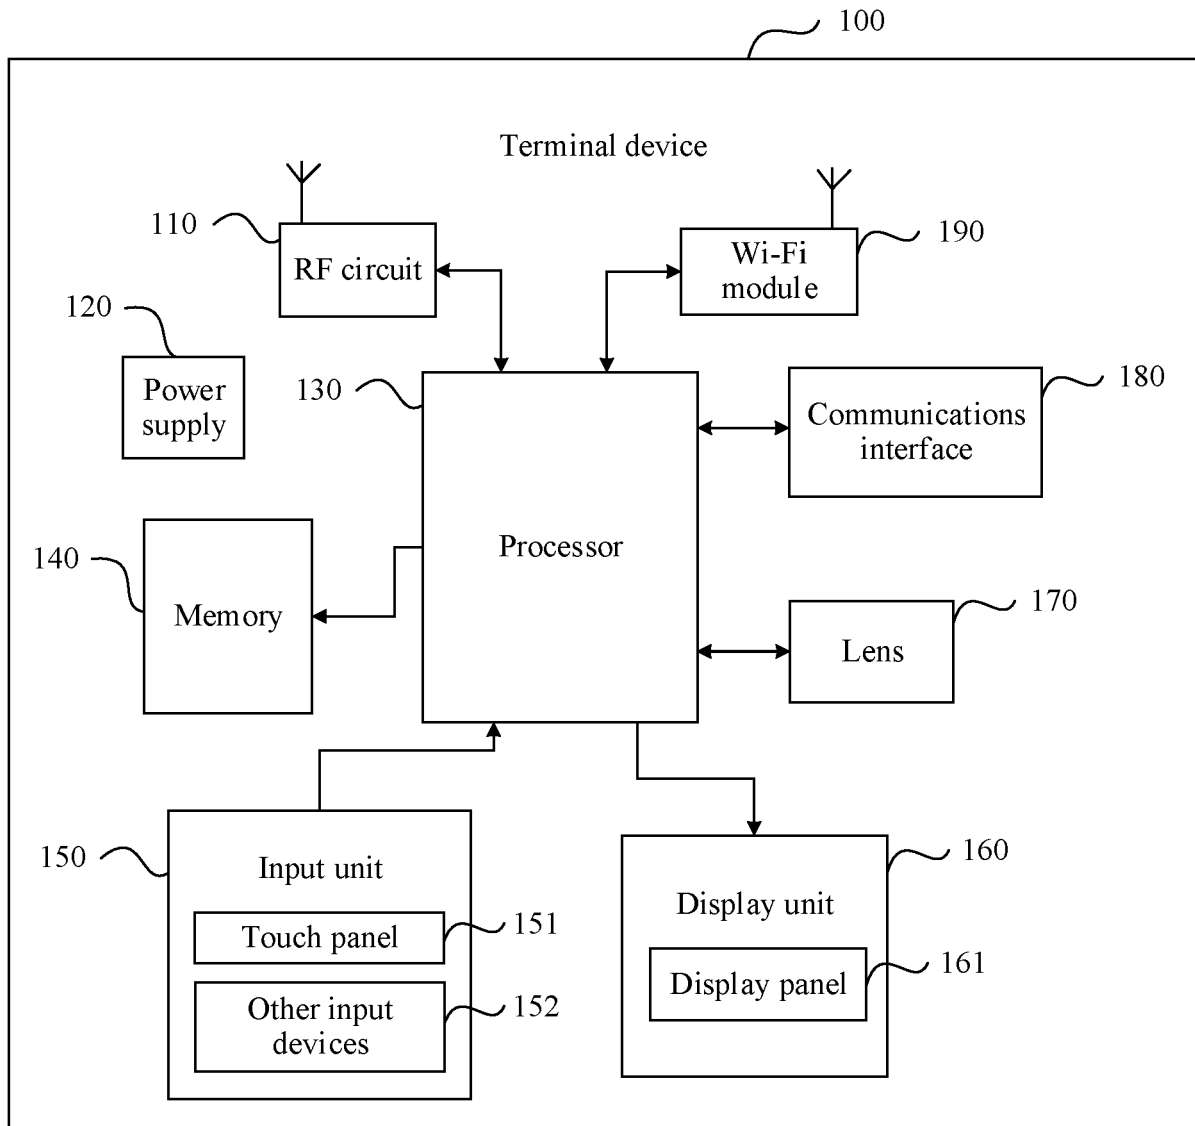 100
Terminal device
110
RF circuit
Wi-Fi
module
190
120
Power
supply
130
Processor
Communications
interface
180
140
Memory
Lens
170
150
Input unit
Touch panel
151
Other input
devices
152
160
Display unit
Display panel
161